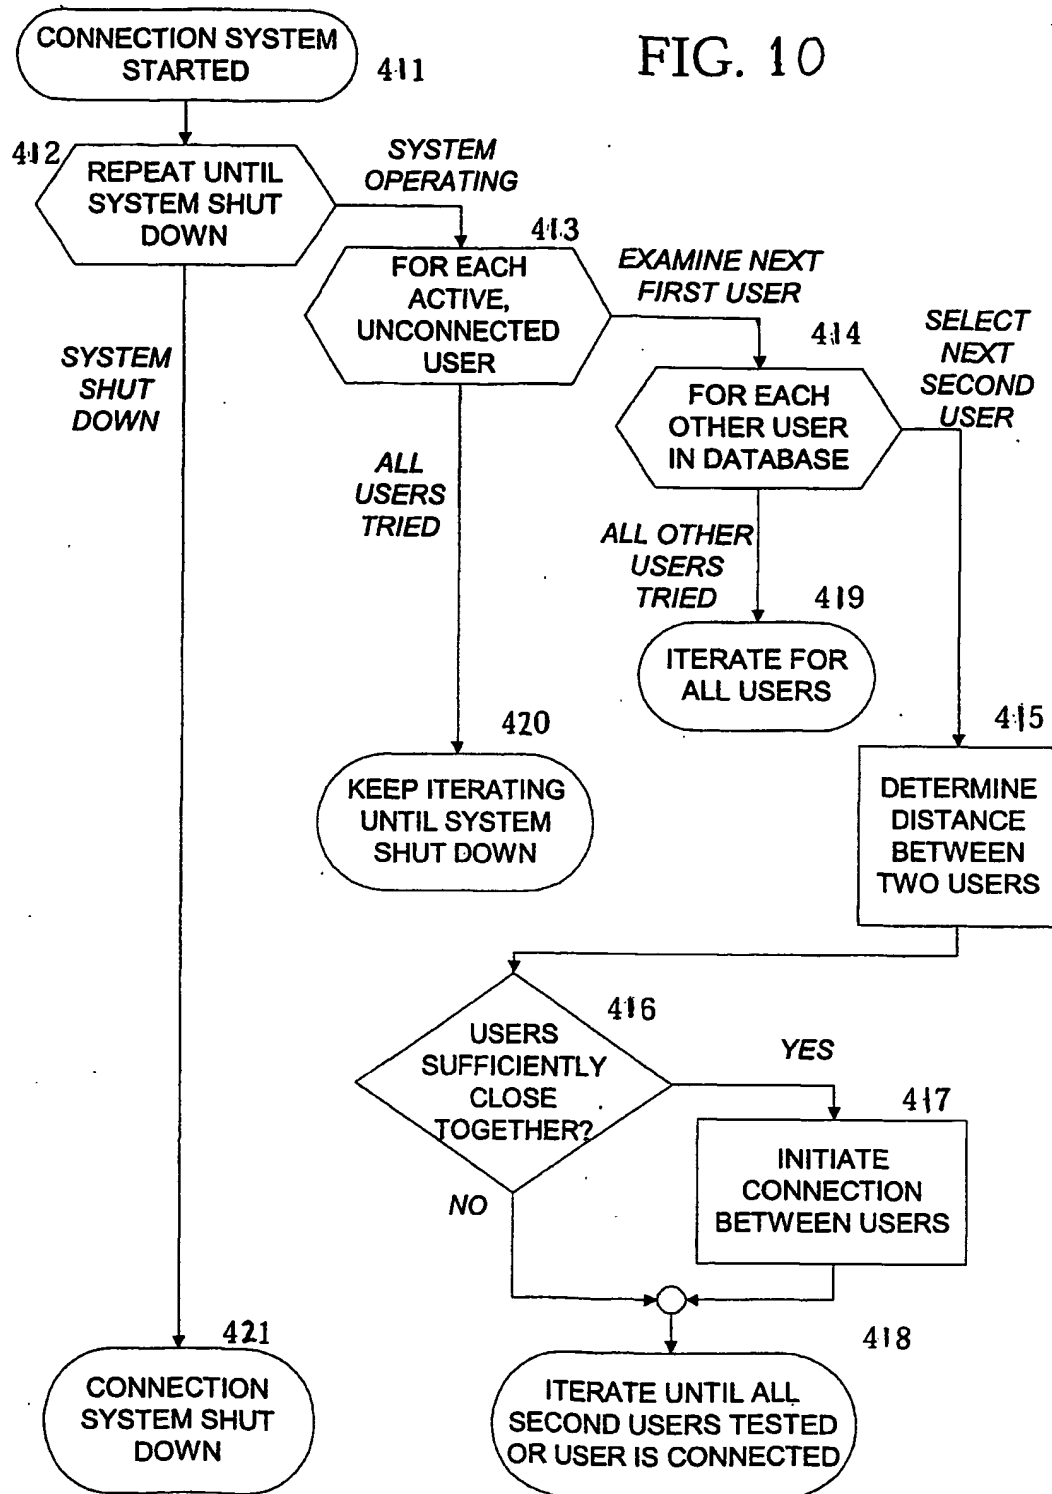 FIG. 10
CONNECTION SYSTEM
STARTED
411
412
REPEAT UNTIL
SYSTEM SHUT
DOWN
SYSTEM
OPERATING
413
FOR EACH
ACTIVE,
UNCONNECTED
USER
EXAMINE NEXT
FIRST USER
414
FOR EACH
OTHER USER
IN DATABASE
SELECT
NEXT
SECOND
USER
SYSTEM
SHUT
DOWN
ALL
USERS
TRIED
ALL OTHER
USERS
TRIED
419
ITERATE FOR
ALL USERS
420
KEEP ITERATING
UNTIL SYSTEM
SHUT DOWN
415
DETERMINE
DISTANCE
BETWEEN
TWO USERS
416
USERS
SUFFICIENTLY
CLOSE
TOGETHER?
YES
417
INITIATE
CONNECTION
BETWEEN USERS
NO
418
ITERATE UNTIL ALL
SECOND USERS TESTED
OR USER IS CONNECTED
421
CONNECTION
SYSTEM SHUT
DOWN